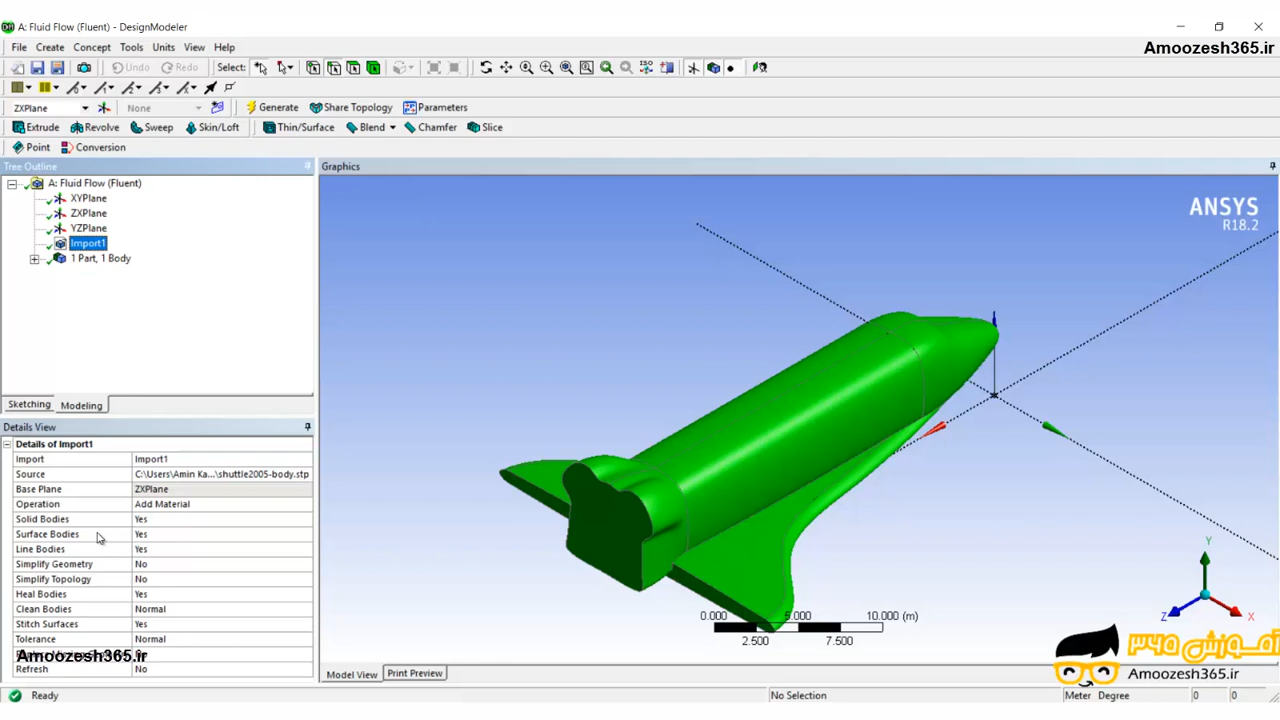 A: Fluid Flow (Fluent) - DesignModeler
File Create Concept Tools Units View Help
Amoozesh365.ir
Undo Redo Select:
ZXPlane None Generate Share Topology Parameters
Extrude Revolve Sweep Skin/Loft Thin/Surface Blend Chamfer Slice
Point Conversion
Tree Outline
A: Fluid Flow (Fluent)
XYPlane
ZXPlane
YZPlane
Import1
1 Part, 1 Body
Sketching Modeling
Details View
Details of Import1
Import Import1
Source C:\Users\Amin Ka...\shuttle2005-body.stp
Base Plane ZXPlane
Operation Add Material
Solid Bodies Yes
Surface Bodies Yes
Line Bodies Yes
Simplify Geometry No
Simplify Topology No
Heal Bodies Yes
Clean Bodies Normal
Stitch Surfaces Yes
Tolerance Normal
Amoozesh365.ir
Refresh No
Graphics
ANSYS
R18.2
0.000 5.000 10.000 (m)
2.500 7.500
Y
Z X
Model View Print Preview
آموزش ۳۶۵
Amoozesh365.ir
Ready No Selection Meter Degree 0 0